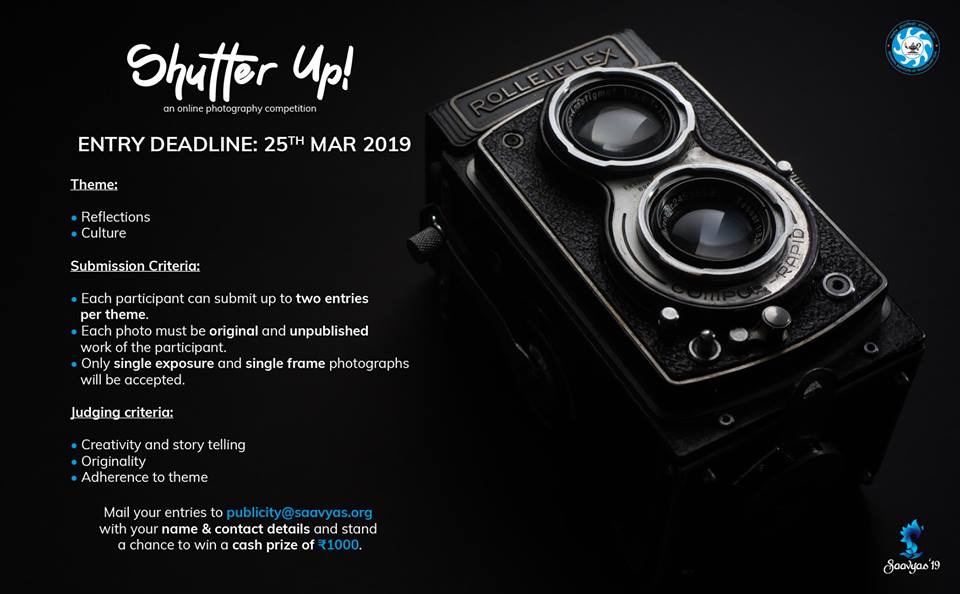 Shutter Up!
an online photography competition
ENTRY DEADLINE: 25TH MAR 2019
Theme:
• Reflections
• Culture
Submission Criteria:
• Each participant can submit up to two entries
per theme.
• Each photo must be original and unpublished
work of the participant.
• Only single exposure and single frame photographs
will be accepted.
Judging criteria:
• Creativity and story telling
• Originality
• Adherence to theme
Mail your entries to publicity@saavyas.org
with your name & contact details and stand
a chance to win a cash prize of ₹1000.
ROLLEIFLEX
COMPUR RAPID
Saavyas'19